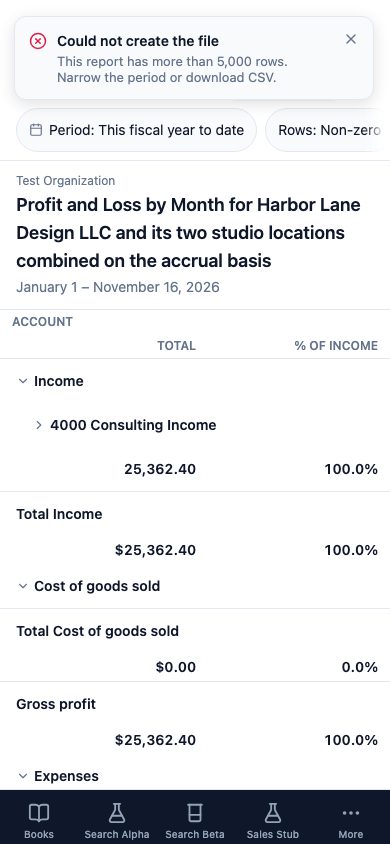 Could not create the file
This report has more than 5,000 rows.
Narrow the period or download CSV.
Period: This fiscal year to date
Rows: Non-zero
Test Organization
Profit and Loss by Month for Harbor Lane
Design LLC and its two studio locations
combined on the accrual basis
January 1 – November 16, 2026
ACCOUNT
TOTAL % OF INCOME
Income
4000 Consulting Income
25,362.40 100.0%
Total Income
$25,362.40 100.0%
Cost of goods sold
Total Cost of goods sold
$0.00 0.0%
Gross profit
$25,362.40 100.0%
Expenses
Books Search Alpha Search Beta Sales Stub More